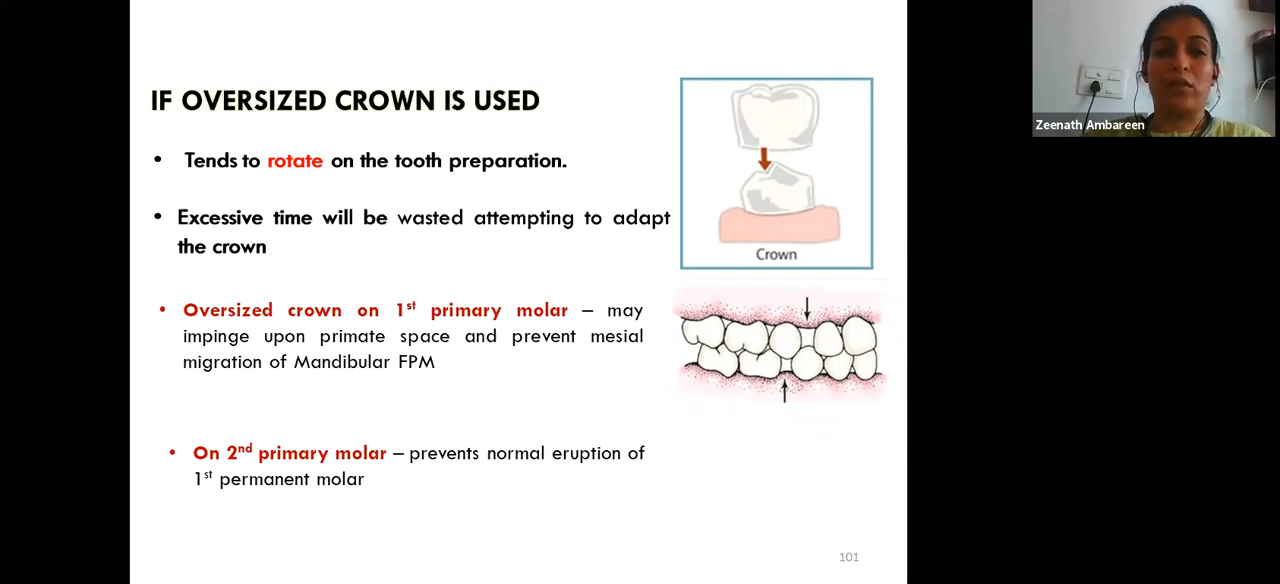 IF OVERSIZED CROWN IS USED
• Tends to rotate on the tooth preparation.
• Excessive time will be wasted attempting to adapt
the crown
• Oversized crown on 1st primary molar – may
impinge upon primate space and prevent mesial
migration of Mandibular FPM
• On 2nd primary molar – prevents normal eruption of
1st permanent molar
Crown
101
Zeenath Ambareen